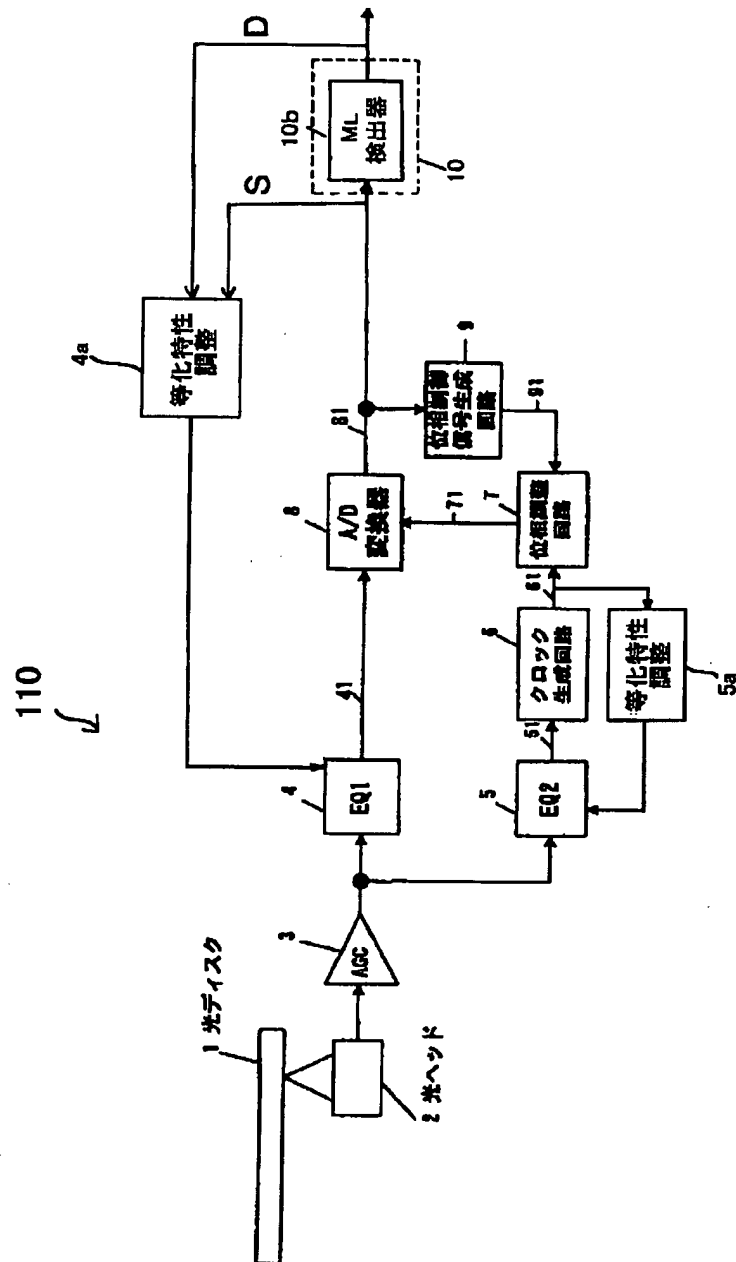 110
1 光ディスク
2 光ヘッド
3
AGC
4
EQ1
41
4a
等化特性
調整
5
EQ2
51
5a
等化特性
調整
6
クロック
生成回路
61
7
位相調整
回路
71
8
A/D
変換器
81
9
位相制御
信号生成
回路
91
S
D
10b
ML
検出器
10